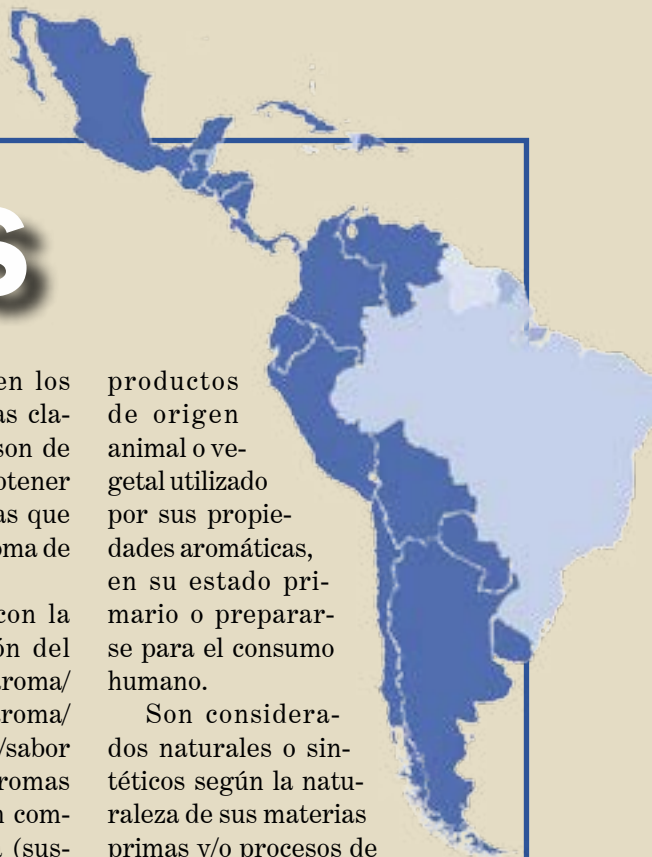 s
en los
as cla-
son de
btener
as que
oma de
con la
ón del
aroma/
aroma/
/sabor
romas
n com-
(sus-
productos
de origen
animal o ve-
getal utilizado
por sus propie-
dades aromáticas,
en su estado pri-
mario o preparar-
se para el consumo
humano.
Son considera-
dos naturales o sin-
téticos según la natu-
raleza de sus materias
primas y/o procesos de